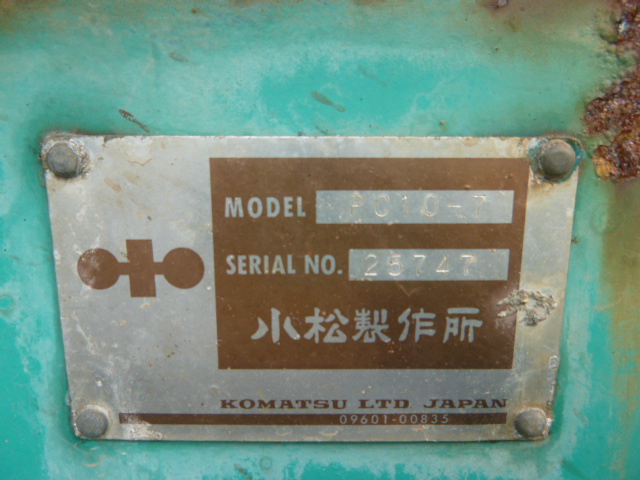 MODEL PC10-7
SERIAL NO. 25747
小松製作所
KOMATSU LTD JAPAN
09601-00835